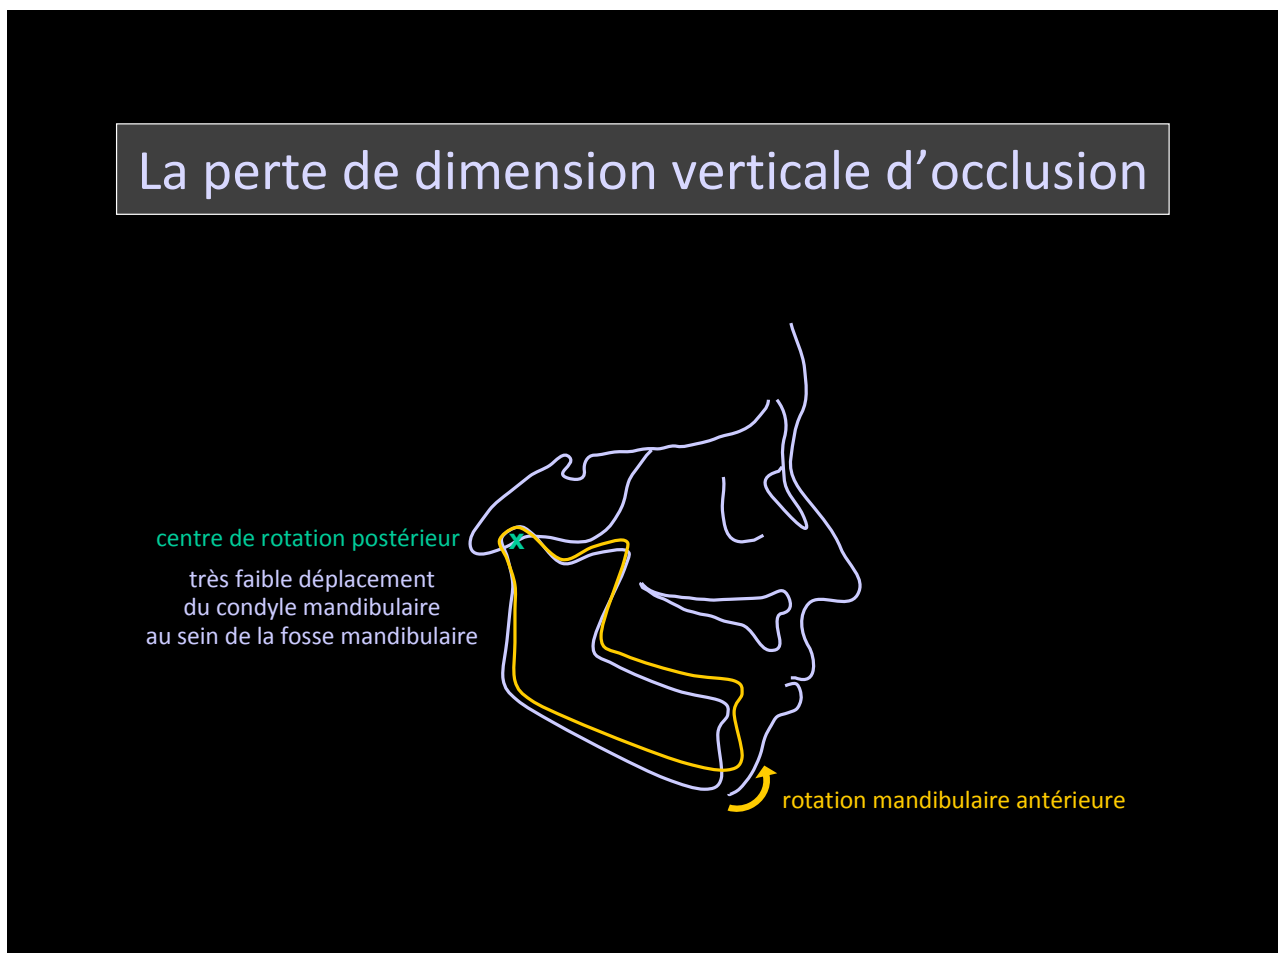 La perte de dimension verticale d’occlusion
centre de rotation postérieur
x
très faible déplacement
du condyle mandibulaire
au sein de la fosse mandibulaire
rotation mandibulaire antérieure